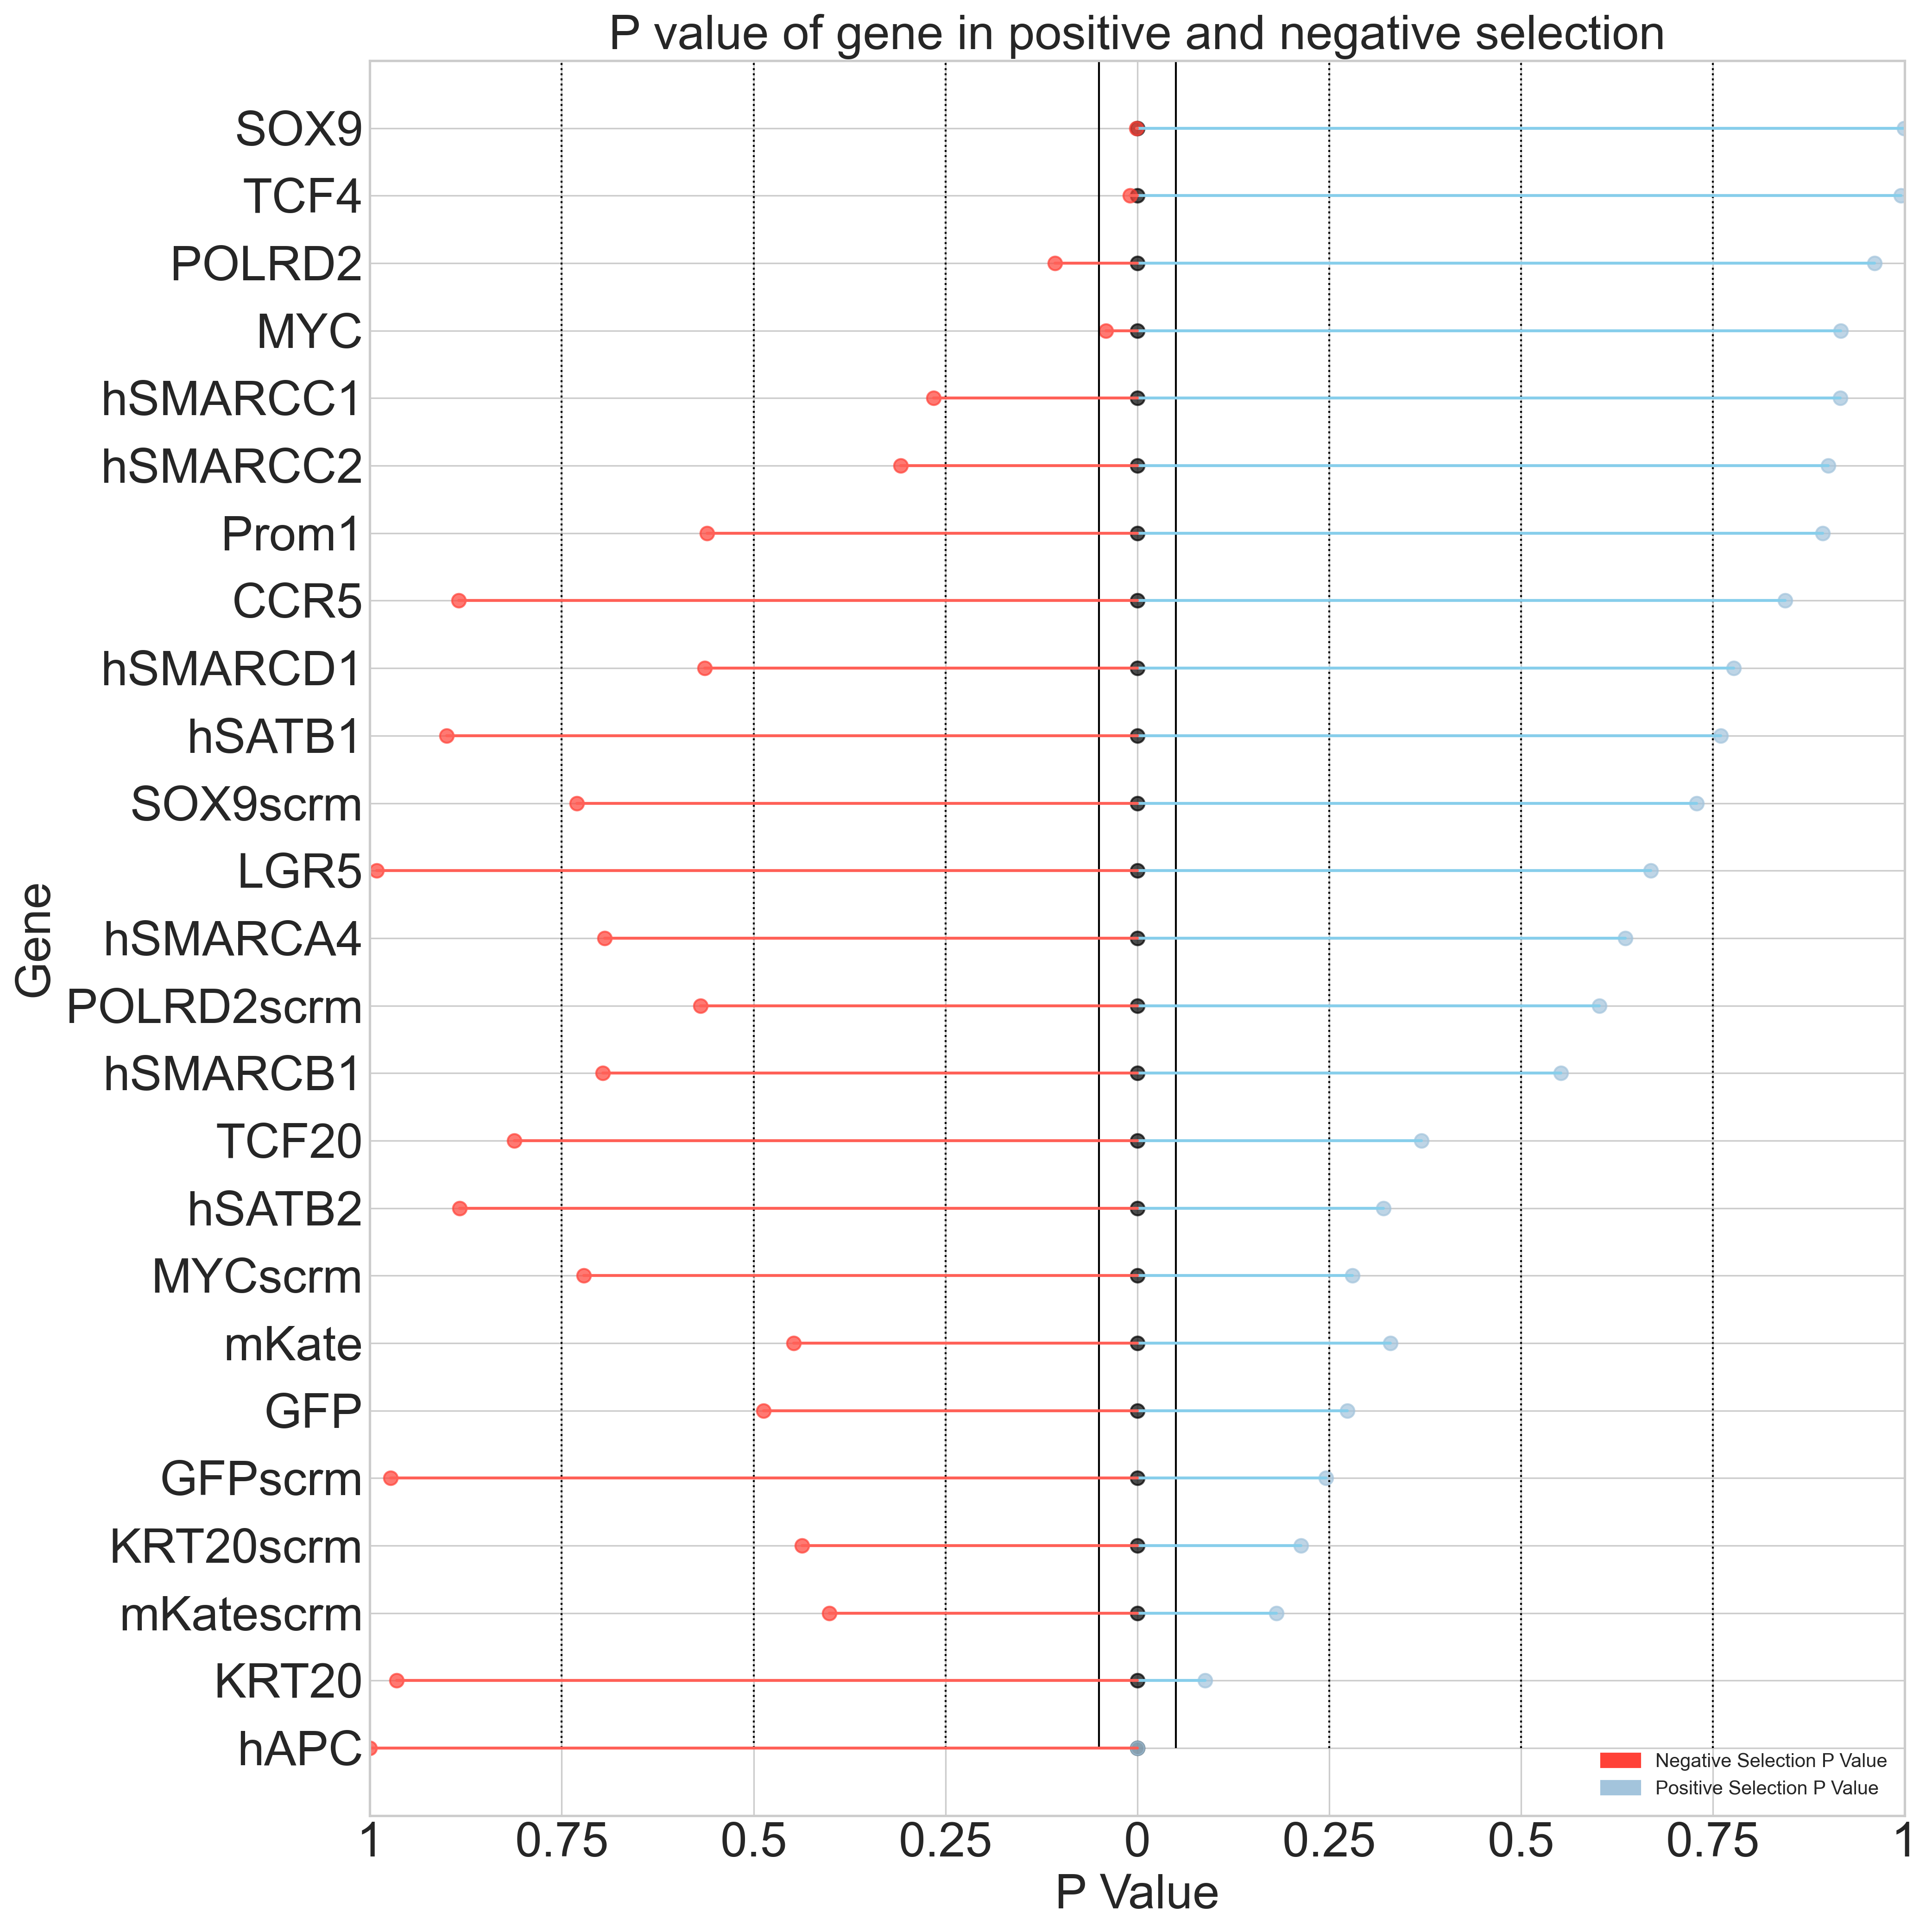 P value of gene in positive and negative selection
SOX9
TCF4
POLRD2
MYC
hSMARCC1
hSMARCC2
Prom1
CCR5
hSMARCD1
hSATB1
SOX9scrm
LGR5
hSMARCA4
POLRD2scrm
hSMARCB1
TCF20
hSATB2
MYCscrm
mKate
GFP
GFPscrm
KRT20scrm
mKatescrm
KRT20
hAPC
Gene
Negative Selection P Value
Positive Selection P Value
1 0.75 0.5 0.25 0 0.25 0.5 0.75 1
P Value